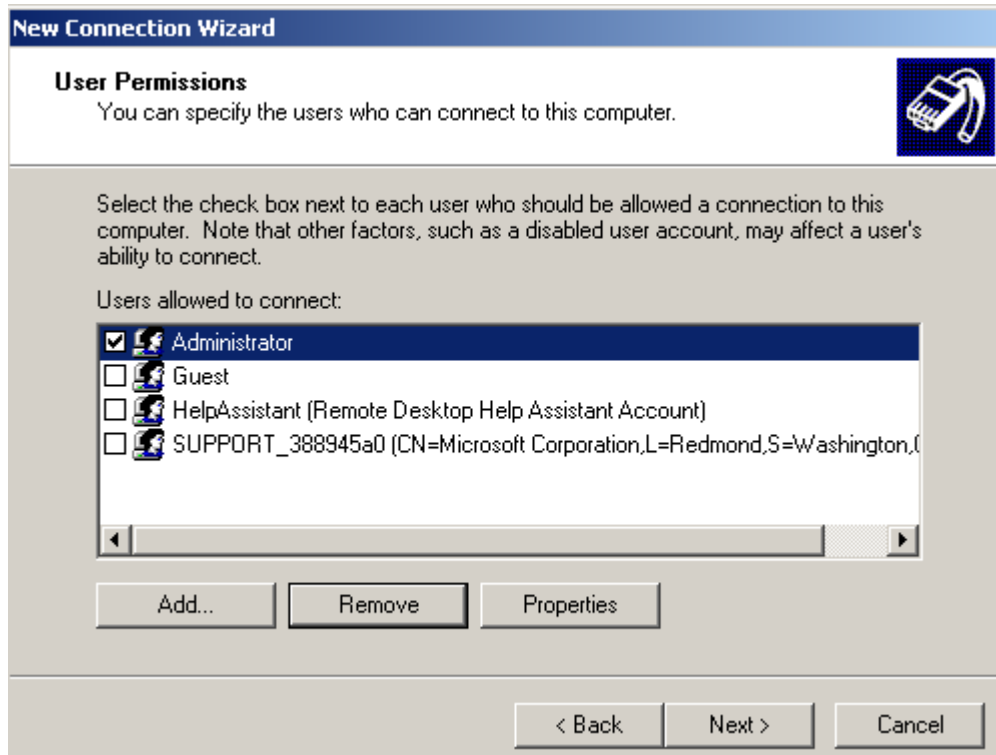 New Connection Wizard
User Permissions
You can specify the users who can connect to this computer.
Select the check box next to each user who should be allowed a connection to this
computer. Note that other factors, such as a disabled user account, may affect a user's
ability to connect.
Users allowed to connect:
Administrator
Guest
HelpAssistant (Remote Desktop Help Assistant Account)
SUPPORT_388945a0 (CN=Microsoft Corporation,L=Redmond,S=Washington,
Add...
Remove
Properties
< Back
Next >
Cancel